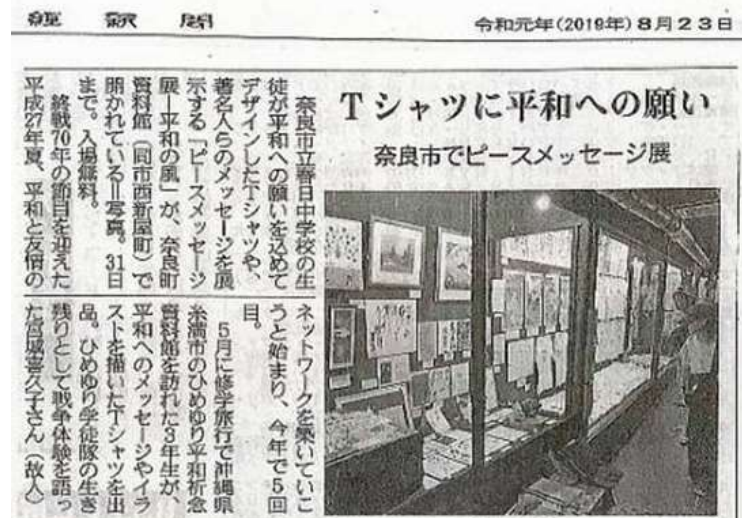 経新聞
令和元年(2019年)8月23日
Tシャツに平和への願い
奈良市でピースメッセージ展
奈良市立春日中学校の生
徒が平和への願いを込めて
デザインしたTシャツや、
著名人らのメッセージを展
示する「ピースメッセージ
展―平和の風」が、奈良町
資料館(同市西新屋町)で
開かれている=写真。31日
まで。入場無料。
終戦70年の節目を迎えた
平成27年夏、平和と友情の
ネットワークを築いていこ
うと始まり、今年で5回
目。
5月に修学旅行で沖縄県
糸満市のひめゆり平和祈念
資料館を訪れた3年生が、
平和へのメッセージやイラ
ストを描いたTシャツを出
品。ひめゆり学徒隊の生き
残りとして戦争体験を語っ
た宮城喜久子さん(故人)